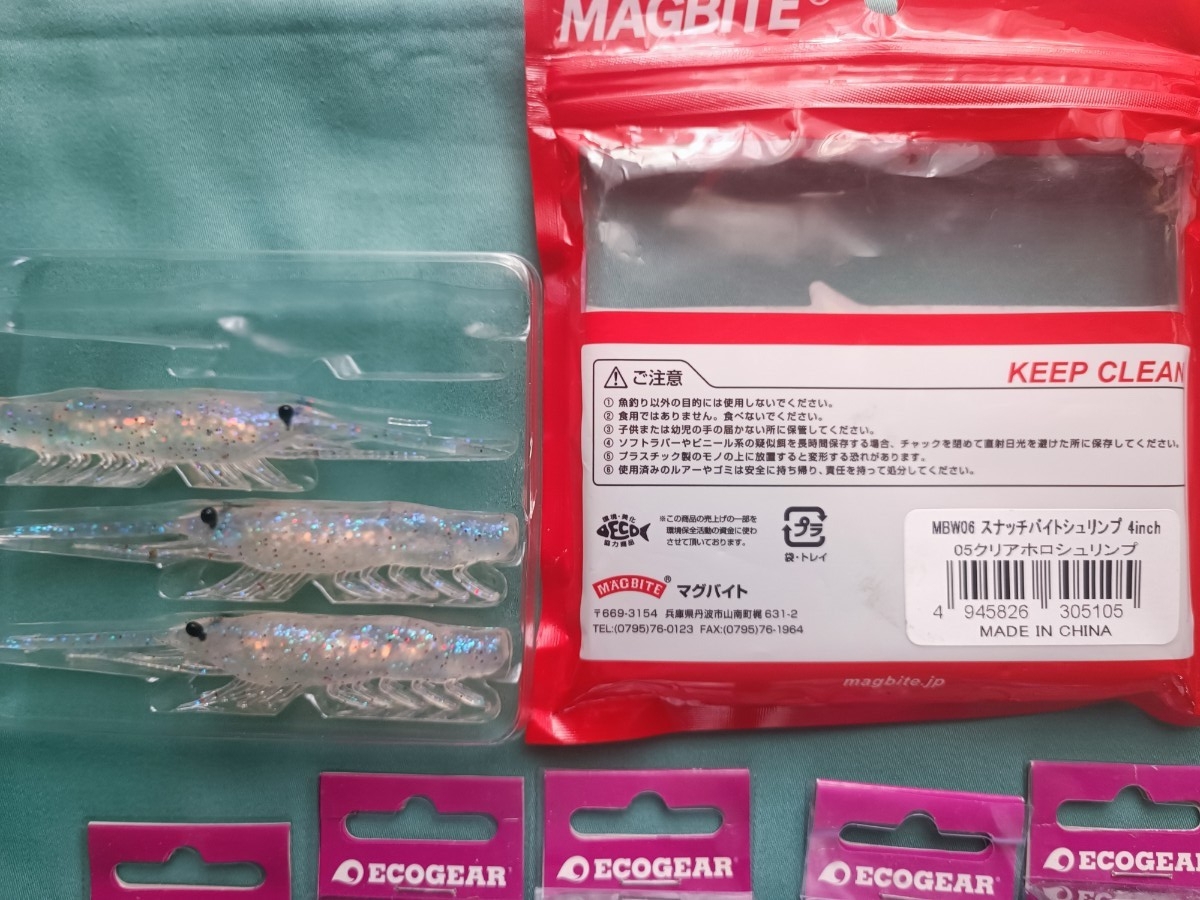 MAGBITE®
⚠ ご注意
KEEP CLEAN
① 魚釣り以外の目的には使用しないでください。
② 食用ではありません。食べないでください。
③ 子供または幼児の手の届かない所に保管してください。
④ ソフトラバーやビニール系の疑似餌を長時間保存する場合、チャックを閉めて直射日光を避けた所に保存してください。
⑤ プラスチック製のモノの上に放置すると変形する恐れがあります。
⑥ 使用済みのルアーやゴミは安全に持ち帰り、責任を持って処分してください。
環境・美化
ECO
協力商品
※この商品の売上げの一部を
環境保全活動の資金に使わ
させて頂いております。
プラ
袋・トレイ
MAGBITE® マグバイト
〒669-3154 兵庫県丹波市山南町梶 631-2
TEL:(0795)76-0123 FAX:(0795)76-1964
MBW06 スナッチバイトシュリンプ 4inch
05クリアホロシュリンプ
4 945826 305105
MADE IN CHINA
magbite.jp
ECOGEAR
ECOGEAR
ECOGEAR
ECOGEAR